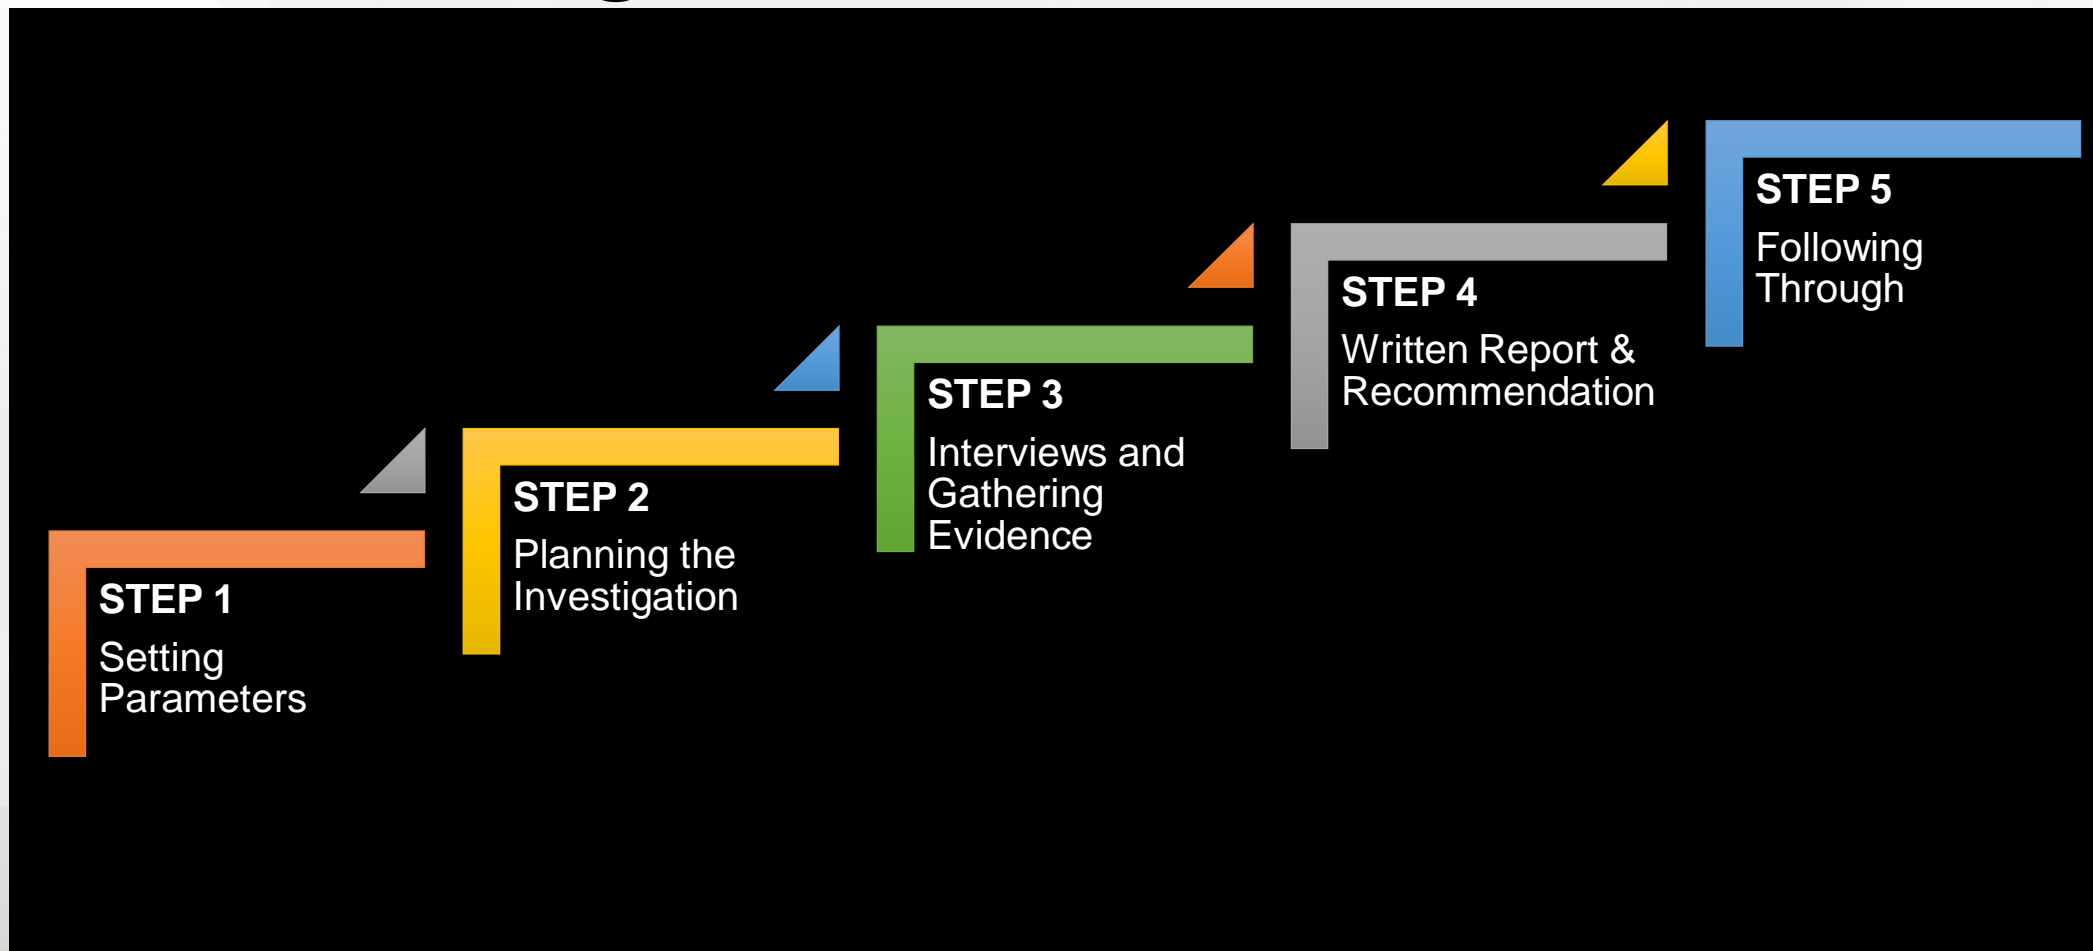 STEP 1
Setting
Parameters
STEP 2
Planning the
Investigation
STEP 3
Interviews and
Gathering
Evidence
STEP 4
Written Report &
Recommendation
STEP 5
Following
Through